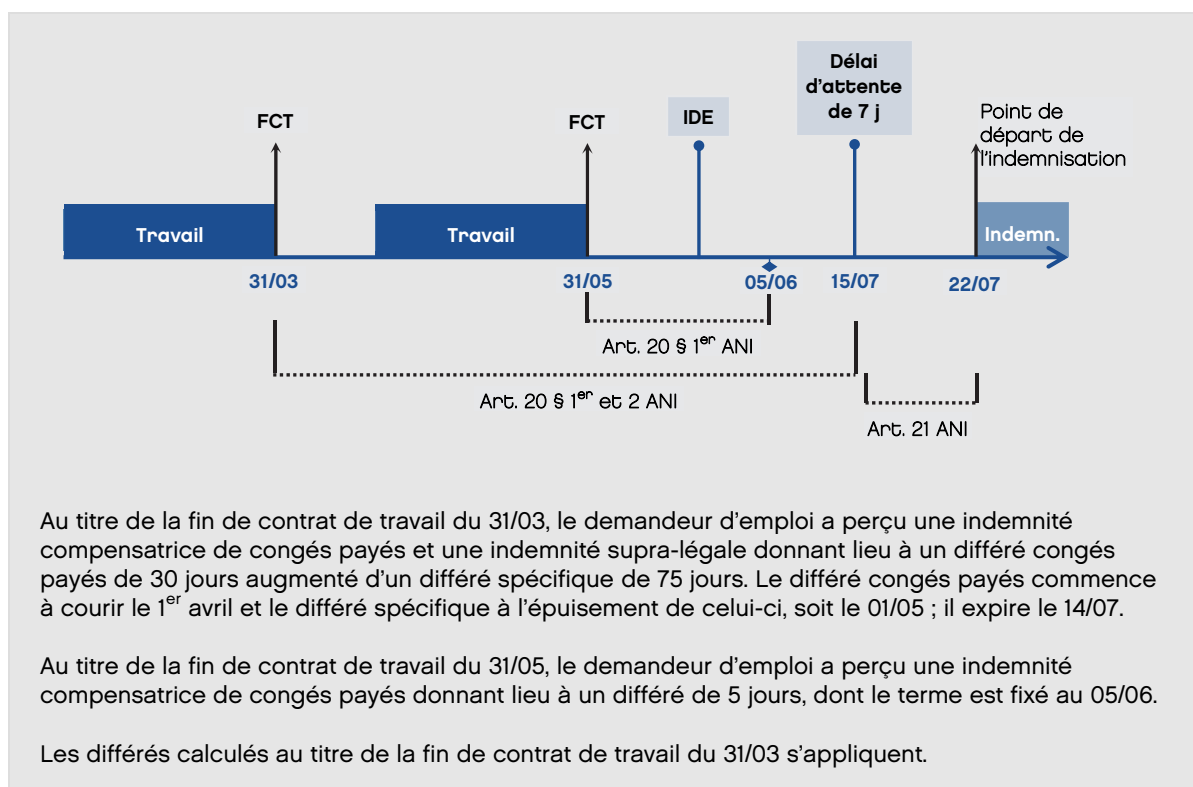 Délai
d'attente
de 7 j
FCT
FCT
IDE
Point de
départ de
l'indemnisation
Travail
Travail
Indemn.
31/03
31/05
05/06
15/07
22/07
Art. 20 § 1er ANI
Art. 20 § 1er et 2 ANI
Art. 21 ANI
Au titre de la fin de contrat de travail du 31/03, le demandeur d'emploi a perçu une indemnité
compensatrice de congés payés et une indemnité supra-légale donnant lieu à un différé congés
payés de 30 jours augmenté d'un différé spécifique de 75 jours. Le différé congés payés commence
à courir le 1er avril et le différé spécifique à l'épuisement de celui-ci, soit le 01/05 ; il expire le 14/07.
Au titre de la fin de contrat de travail du 31/05, le demandeur d'emploi a perçu une indemnité
compensatrice de congés payés donnant lieu à un différé de 5 jours, dont le terme est fixé au 05/06.
Les différés calculés au titre de la fin de contrat de travail du 31/03 s'appliquent.